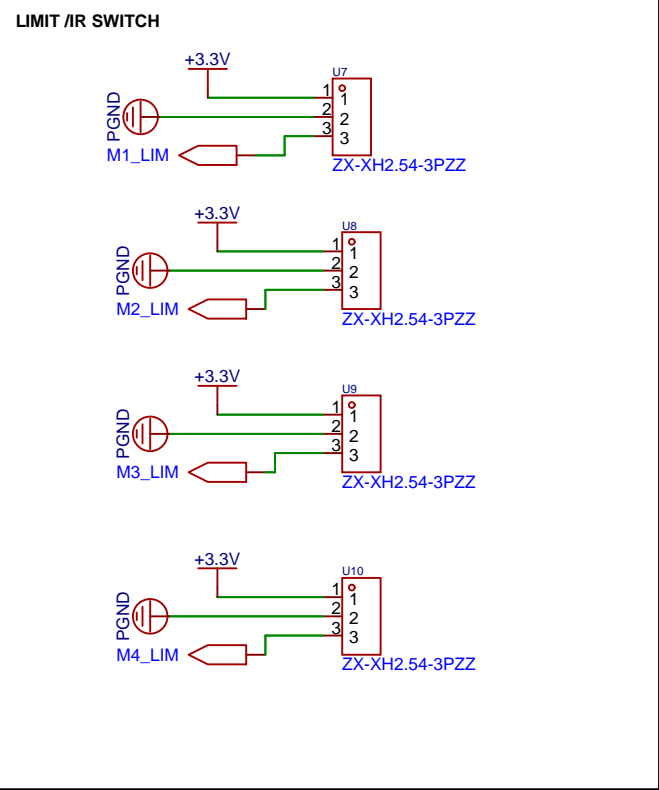 LIMIT /IR SWITCH
+3.3V
U7
1
1
2
2
3
3
PGND
M1_LIM
ZX-XH2.54-3PZZ
+3.3V
U8
1
1
2
2
3
3
PGND
M2_LIM
ZX-XH2.54-3PZZ
+3.3V
U9
1
1
2
2
3
3
PGND
M3_LIM
ZX-XH2.54-3PZZ
+3.3V
U10
1
1
2
2
3
3
PGND
M4_LIM
ZX-XH2.54-3PZZ